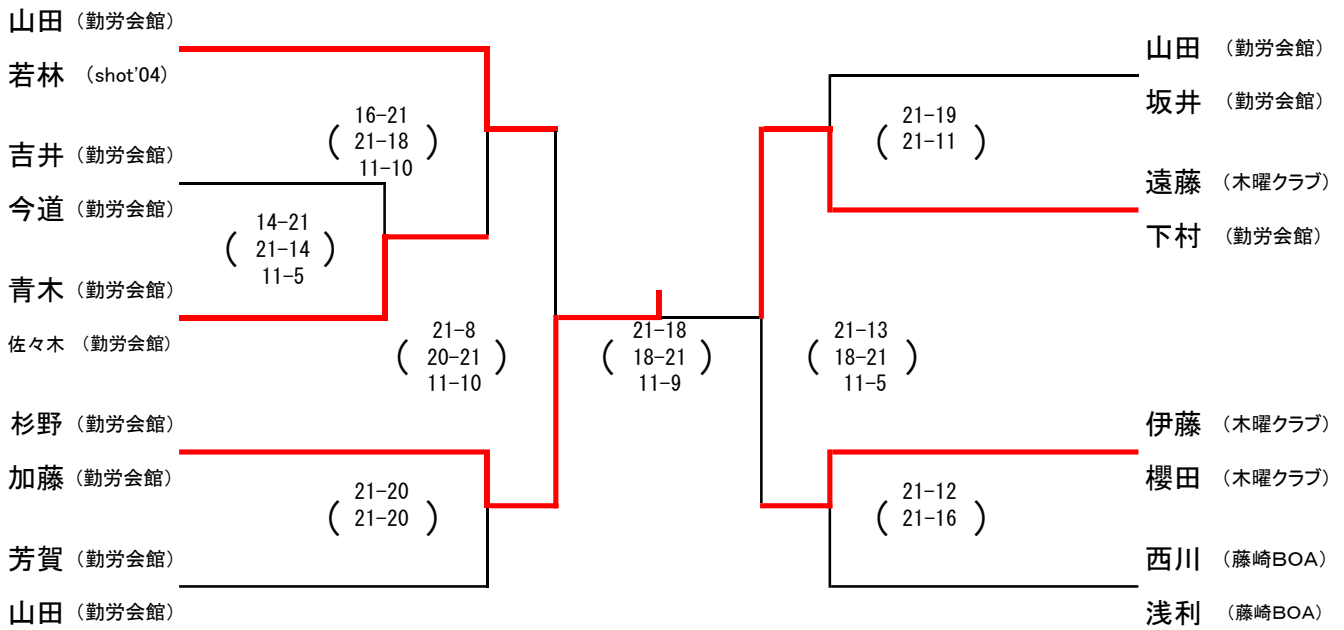 山田 (勤労会館)
若林 (shot'04)
16-21
21-18
11-10
吉井 (勤労会館)
今道 (勤労会館)
14-21
21-14
11-5
青木 (勤労会館)
佐々木 (勤労会館)
21-8
20-21
11-10
杉野 (勤労会館)
加藤 (勤労会館)
21-20
21-20
芳賀 (勤労会館)
山田 (勤労会館)
21-18
18-21
11-9
山田 (勤労会館)
坂井 (勤労会館)
21-19
21-11
遠藤 (木曜クラブ)
下村 (勤労会館)
21-13
18-21
11-5
伊藤 (木曜クラブ)
櫻田 (木曜クラブ)
21-12
21-16
西川 (藤崎BOA)
浅利 (藤崎BOA)